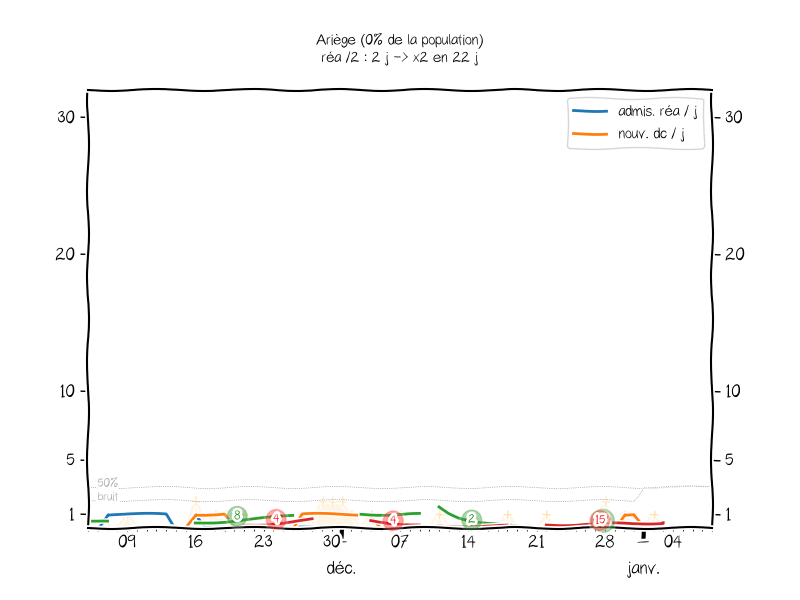 Ariège (0% de la population)
réa /2 : 2 j -> x2 en 22 j
admis. réa / j
nouv. dc / j
30
30
20
20
10
10
5
5
50%
bruit
1
1
8
4
4
2
15
09 16 23 30 07 14 21 28 04
déc. janv.